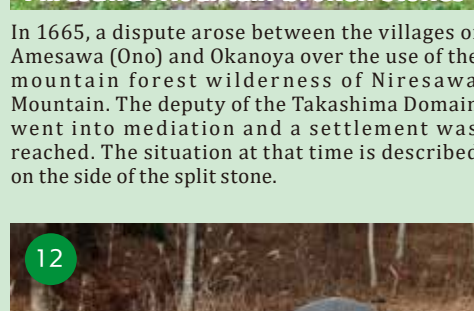 In 1665, a dispute arose between the villages of
Amesawa (Ono) and Okanoya over the use of the
mountain forest wilderness of Niresawa
Mountain. The deputy of the Takashima Domain
went into mediation and a settlement was
reached. The situation at that time is described
on the side of the split stone.
12